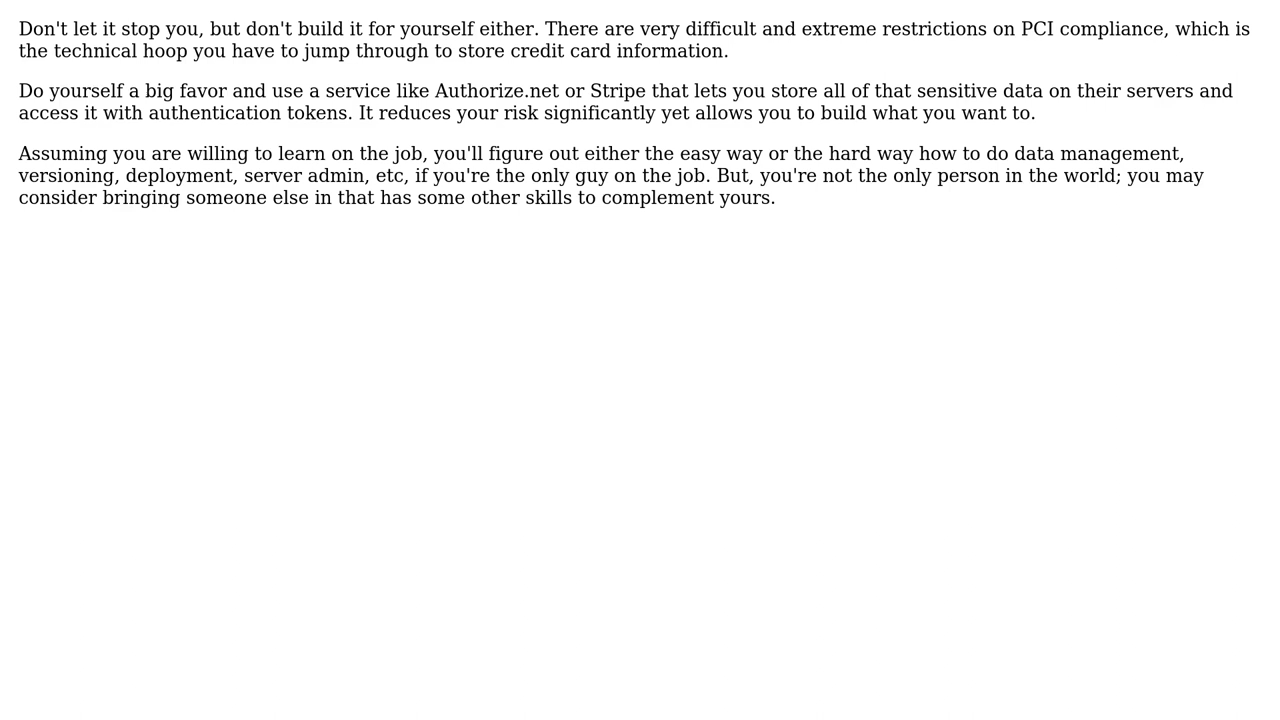 Don't let it stop you, but don't build it for yourself either. There are very difficult and extreme restrictions on PCI compliance, which is
the technical hoop you have to jump through to store credit card information.
Do yourself a big favor and use a service like Authorize.net or Stripe that lets you store all of that sensitive data on their servers and
access it with authentication tokens. It reduces your risk significantly yet allows you to build what you want to.
Assuming you are willing to learn on the job, you'll figure out either the easy way or the hard way how to do data management,
versioning, deployment, server admin, etc, if you're the only guy on the job. But, you're not the only person in the world; you may
consider bringing someone else in that has some other skills to complement yours.